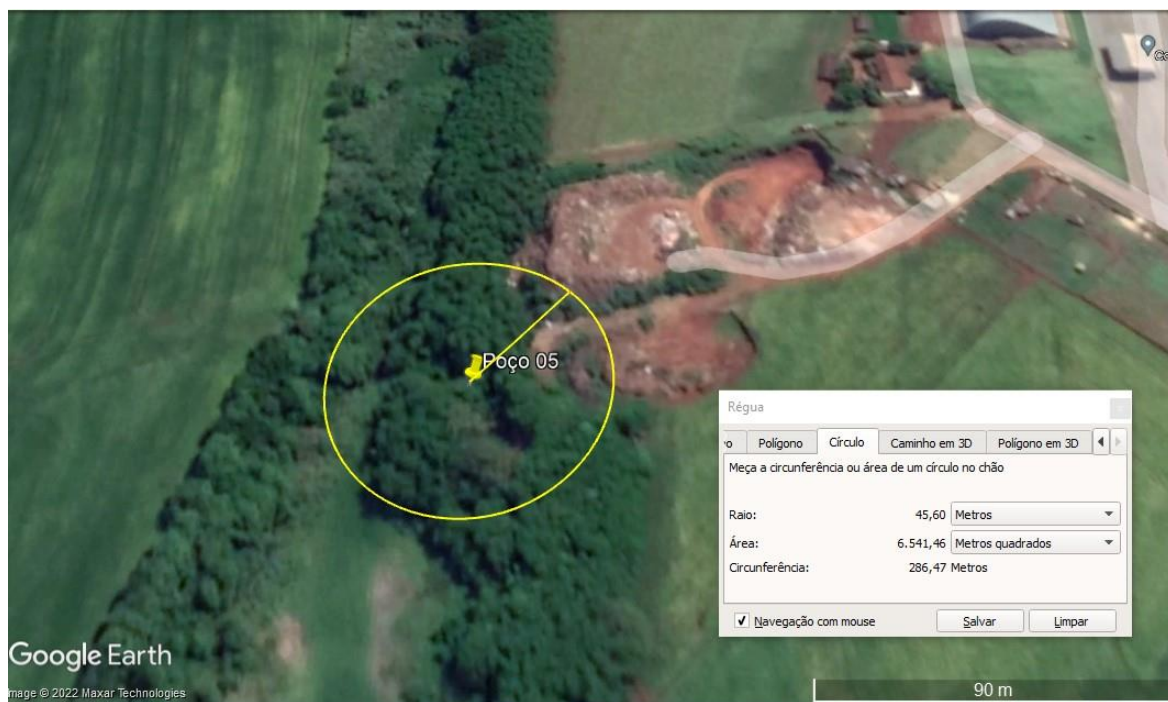 Co
Poço 05
Régua
vo Polígono Círculo Caminho em 3D Polígono em 3D
Meça a circunferência ou área de um círculo no chão
Raio: 45,60 Metros
Área: 6.541,46 Metros quadrados
Circunferência: 286,47 Metros
Navegação com mouse Salvar Limpar
Google Earth
mage © 2022 Maxar Technologies
90 m